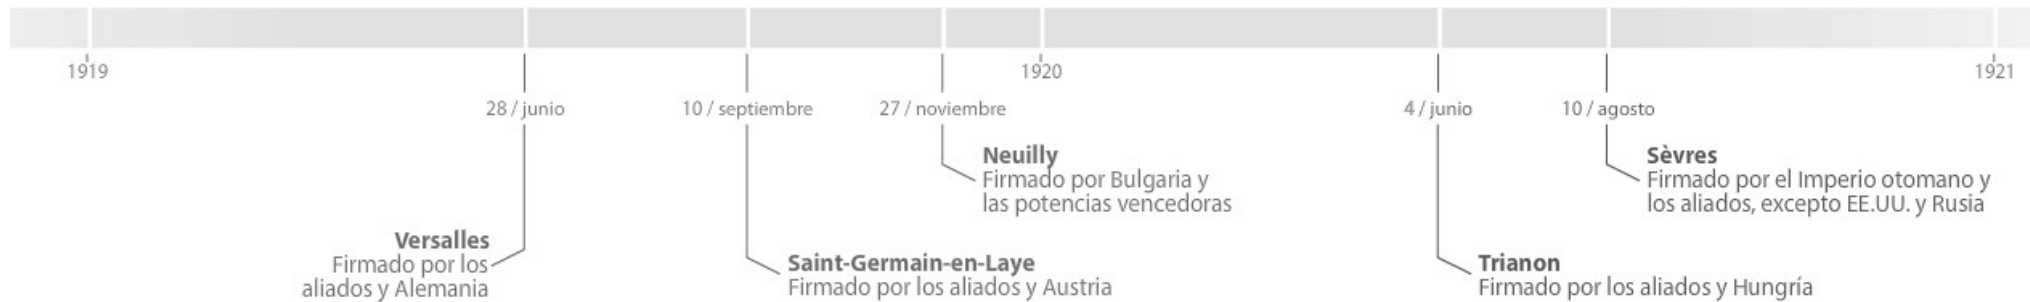 1919
1920
1921
28 / junio
10 / septiembre
27 / noviembre
4 / junio
10 / agosto
Neuilly
Firmado por Bulgaria y
las potencias vencedoras
Sèvres
Firmado por el Imperio otomano y
los aliados, excepto EE.UU. y Rusia
Versalles
Firmado por los
aliados y Alemania
Saint-Germain-en-Laye
Firmado por los aliados y Austria
Trianon
Firmado por los aliados y Hungría